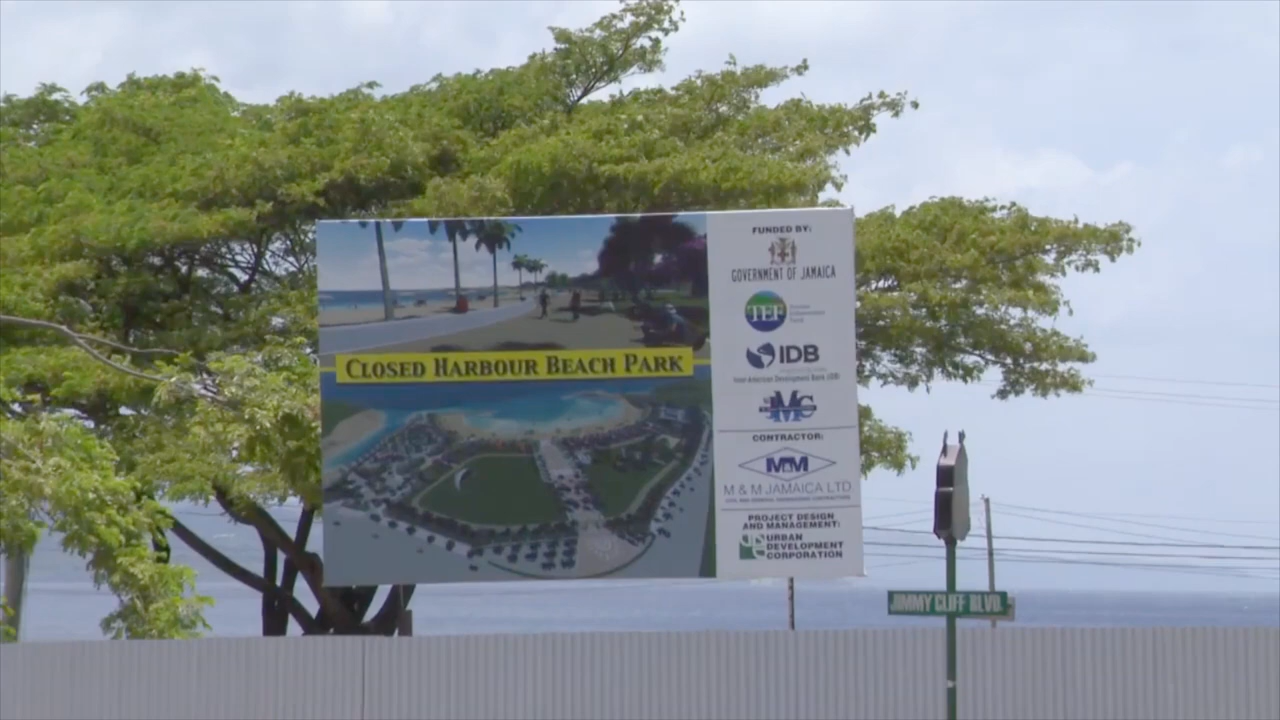 CLOSED HARBOUR BEACH PARK
FUNDED BY:
GOVERNMENT OF JAMAICA
TEF
IDB
Inter-American Development Bank (IDB)
MC
CONTRACTOR:
M&M
M & M JAMAICA LTD
PROJECT DESIGN
AND MANAGEMENT:
URBAN
DEVELOPMENT
CORPORATION
JIMMY CLIFF BLVD.